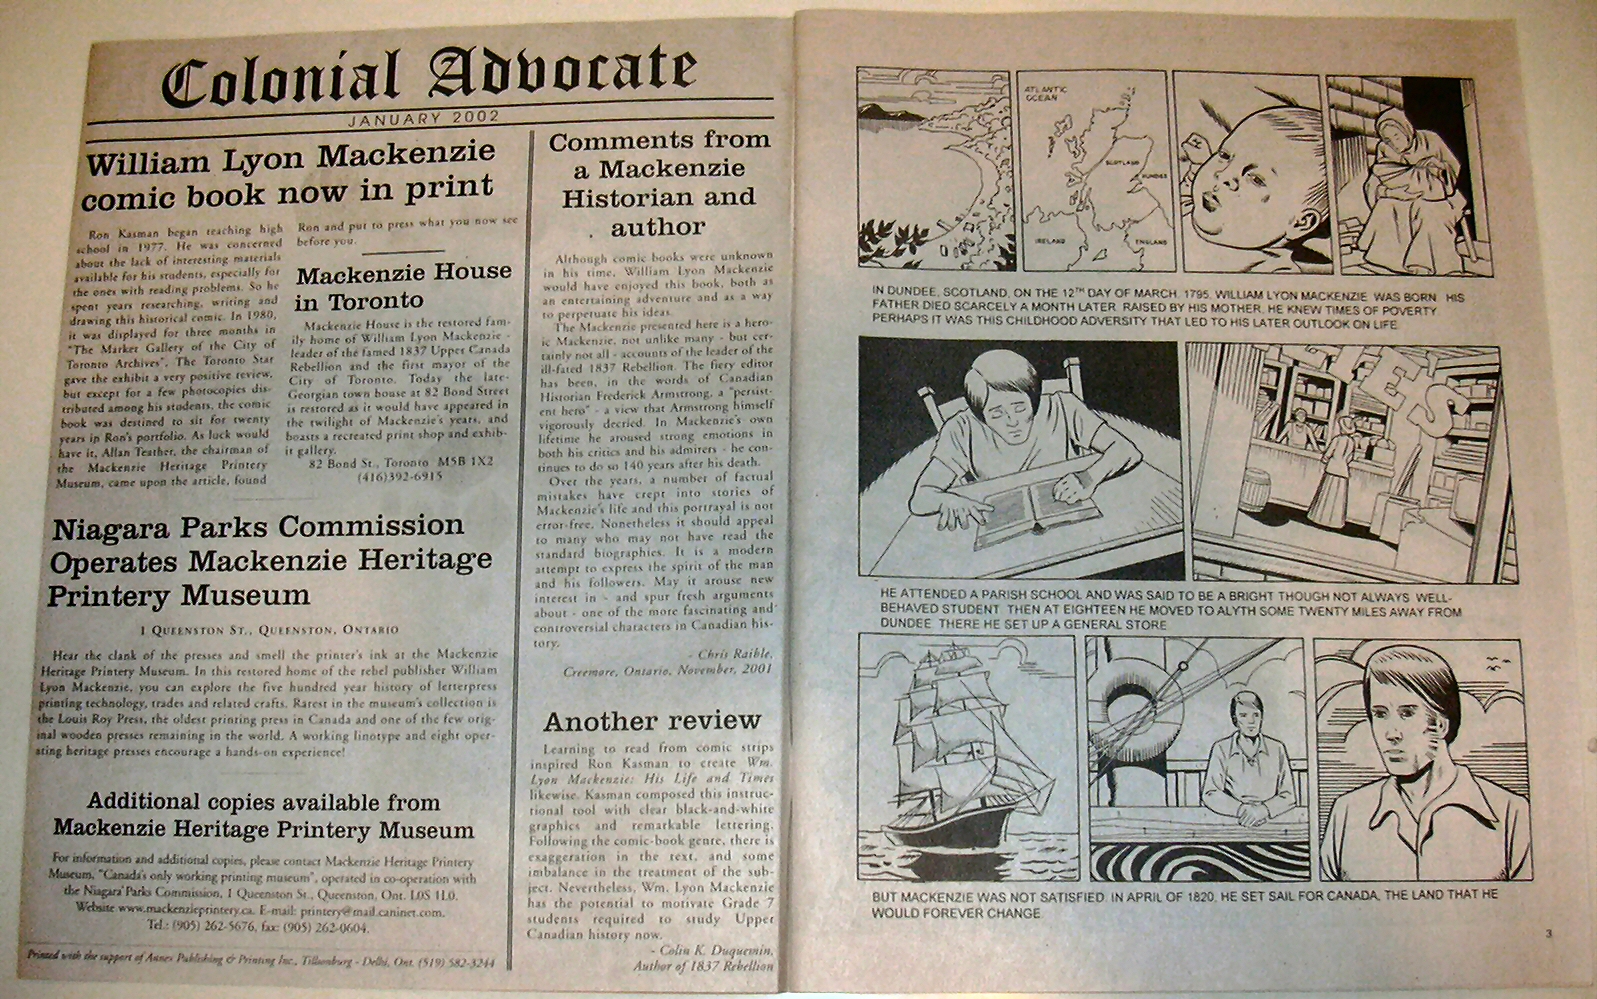 Colonial Advocate
JANUARY 2002
William Lyon Mackenzie
comic book now in print
Ron Kasman began teaching high
school in 1977. He was concerned
about the lack of interesting materials
available for his students, especially for
the ones with reading problems. So he
spent years researching, writing and
drawing this historical comic. In 1980,
it was displayed for three months in
"The Market Gallery of the City of
Toronto Archives". The Toronto Star
gave the exhibit a very positive review,
but except for a few photocopies dis-
tributed among his students, the comic
book was destined to sit for twenty
years in Ron's portfolio. As luck would
have it, Allan Teather, the chairman of
the Mackenzie Heritage Printery
Museum, came upon the article, found
Ron and put to press what you now see
before you.
Mackenzie House
in Toronto
Mackenzie House is the restored fam-
ily home of William Lyon Mackenzie -
leader of the famed 1837 Upper Canada
Rebellion and the first mayor of the
City of Toronto. Today the late-
Georgian town house at 82 Bond Street
is restored as it would have appeared in
the twilight of Mackenzie's years, and
boasts a recreated print shop and exhib-
it gallery.
82 Bond St., Toronto M5B 1X2
(416)392-6915
Niagara Parks Commission
Operates Mackenzie Heritage
Printery Museum
1 QUEENSTON ST., QUEENSTON, ONTARIO
Hear the clank of the presses and smell the printer's ink at the Mackenzie
Heritage Printery Museum. In this restored home of the rebel publisher William
Lyon Mackenzie, you can explore the five hundred year history of letterpress
printing technology, trades and related crafts. Rarest in the museum's collection is
the Louis Roy Press, the oldest printing press in Canada and one of the few orig-
inal wooden presses remaining in the world. A working linotype and eight oper-
ating heritage presses encourage a hands-on experience!
Additional copies available from
Mackenzie Heritage Printery Museum
For information and additional copies, please contact Mackenzie Heritage Printery
Museum, "Canada's only working printing museum", operated in co-operation with
the Niagara Parks Commission, 1 Queenston St., Queenston, Ont. L0S 1L0.
Website www.mackenzieprintery.ca. E-mail: printery@mail.caninet.com.
Tel.: (905) 262-5676, fax: (905) 262-0604.
Printed with the support of Annex Publishing & Printing Inc., Tillsonburg - Delhi, Ont. (519) 582-3244
Comments from
a Mackenzie
Historian and
author
Although comic books were unknown
in his time, William Lyon Mackenzie
would have enjoyed this book, both as
an entertaining adventure and as a way
to perpetuate his ideas.
The Mackenzie presented here is a hero-
ic Mackenzie, not unlike many - but cer-
tainly not all - accounts of the leader of the
ill-fated 1837 Rebellion. The fiery editor
has been, in the words of Canadian
Historian Frederick Armstrong, a "persist-
ent hero" - a view that Armstrong himself
vigorously decried. In Mackenzie's own
lifetime he aroused strong emotions in
both his critics and his admirers - he con-
tinues to do so 140 years after his death.
Over the years, a number of factual
mistakes have crept into stories of
Mackenzie's life and this portrayal is not
error-free. Nonetheless it should appeal
to many who may not have read the
standard biographies. It is a modern
attempt to express the spirit of the man
and his followers. May it arouse new
interest in - and spur fresh arguments
about - one of the more fascinating and
controversial characters in Canadian his-
tory.
- Chris Raible,
Creemore, Ontario, November, 2001
Another review
Learning to read from comic strips
inspired Ron Kasman to create Wm.
Lyon Mackenzie: His Life and Times
likewise. Kasman composed this instruc-
tional tool with clear black-and-white
graphics and remarkable lettering.
Following the comic-book genre, there is
exaggeration in the text, and some
imbalance in the treatment of the sub-
ject. Nevertheless, Wm. Lyon Mackenzie
has the potential to motivate Grade 7
students required to study Upper
Canadian history now.
- Colin K. Duquemin,
Author of 1837 Rebellion
ATLANTIC
OCEAN
SCOTLAND
DUNDEE
IRELAND
ENGLAND
IN DUNDEE, SCOTLAND, ON THE 12TH DAY OF MARCH, 1795, WILLIAM LYON MACKENZIE WAS BORN. HIS
FATHER DIED SCARCELY A MONTH LATER. RAISED BY HIS MOTHER, HE KNEW TIMES OF POVERTY
PERHAPS IT WAS THIS CHILDHOOD ADVERSITY THAT LED TO HIS LATER OUTLOOK ON LIFE
HE ATTENDED A PARISH SCHOOL AND WAS SAID TO BE A BRIGHT THOUGH NOT ALWAYS WELL-
BEHAVED STUDENT THEN AT EIGHTEEN HE MOVED TO ALYTH SOME TWENTY MILES AWAY FROM
DUNDEE THERE HE SET UP A GENERAL STORE
BUT MACKENZIE WAS NOT SATISFIED. IN APRIL OF 1820, HE SET SAIL FOR CANADA, THE LAND THAT HE
WOULD FOREVER CHANGE
3